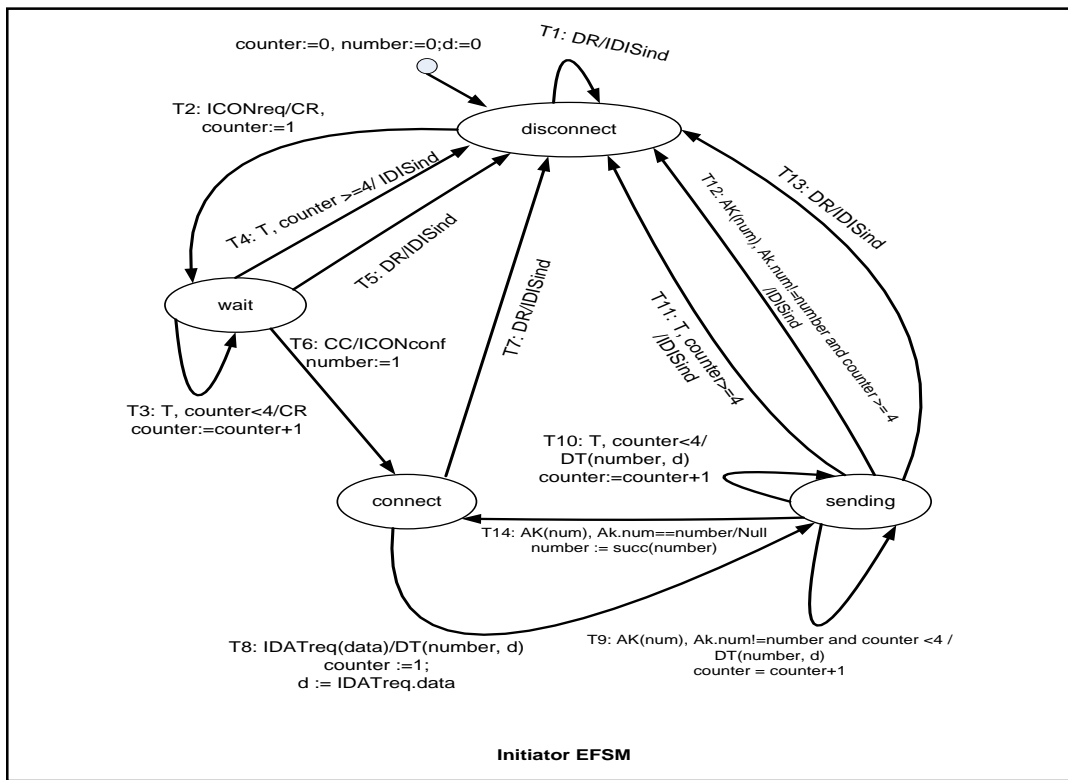 counter:=0, number:=0;d:=0
T1: DR/IDISind
T2: ICONreq/CR,
counter:=1
disconnect
T4: T, counter >=4/ IDISind
T5: DR/IDISind
T7: DR/IDISind
T11: T, counter>=4
/IDISind
T12: AK(num), Ak.num!=number and counter >= 4
/IDISind
T13: DR/IDISind
wait
T6: CC/ICONconf
number:=1
T3: T, counter<4/CR
counter:=counter+1
T10: T, counter<4/
DT(number, d)
counter:=counter+1
connect
sending
T14: AK(num), Ak.num==number/Null
number := succ(number)
T8: IDATreq(data)/DT(number, d)
counter :=1;
d := IDATreq.data
T9: AK(num), Ak.num!=number and counter <4 /
DT(number, d)
counter = counter+1
Initiator EFSM